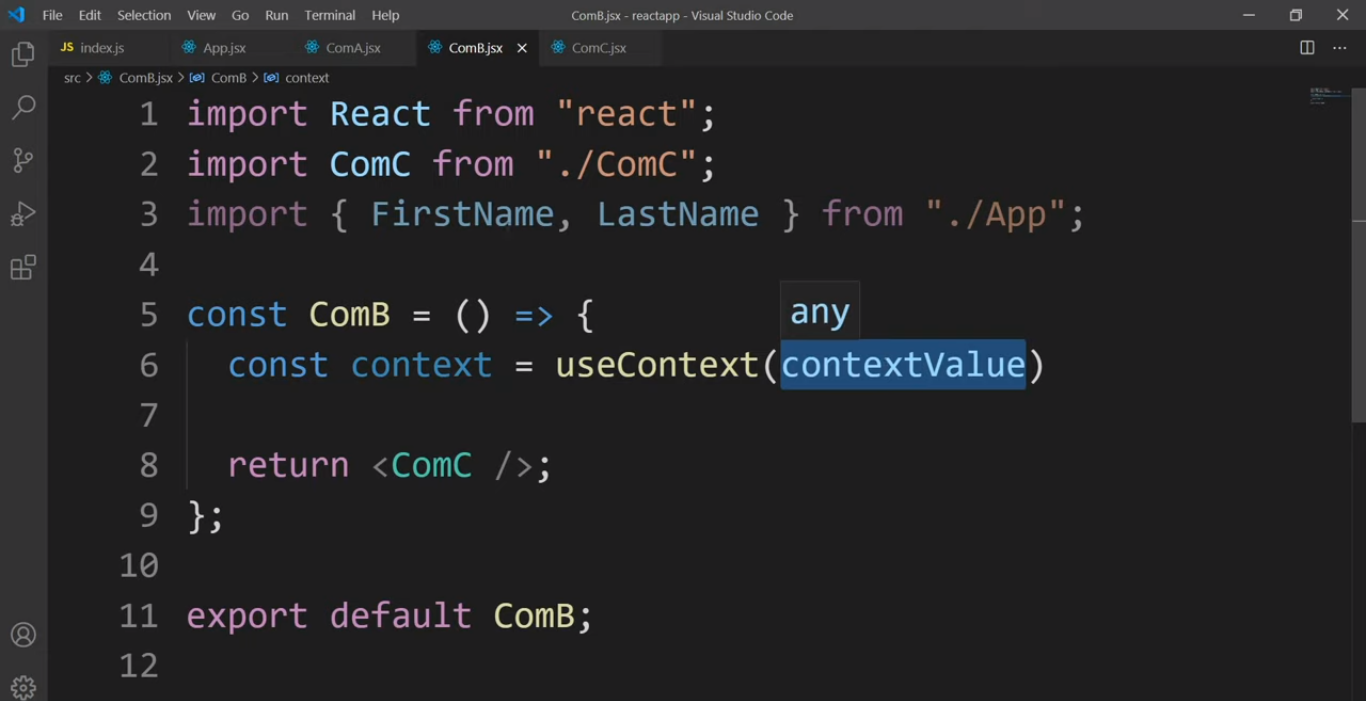 File Edit Selection View Go Run Terminal Help ComB.jsx - reactapp - Visual Studio Code
JS index.js App.jsx ComA.jsx ComB.jsx ComC.jsx
src > ComB.jsx > ComB > context
1 import React from "react";
2 import ComC from "./ComC";
3 import { FirstName, LastName } from "./App";
4
5 const ComB = () => {
any
6 const context = useContext(contextValue)
7
8 return <ComC />;
9 };
10
11 export default ComB;
12